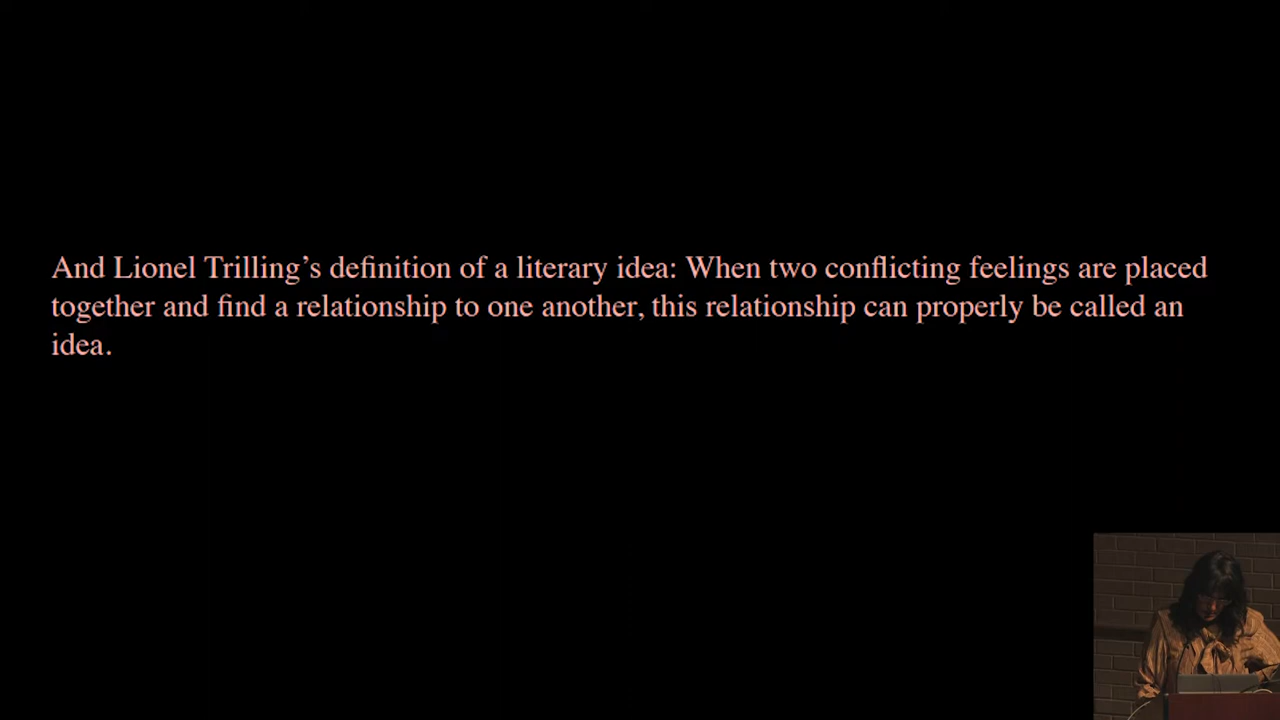 And Lionel Trilling’s definition of a literary idea: When two conflicting feelings are placed
together and find a relationship to one another, this relationship can properly be called an
idea.